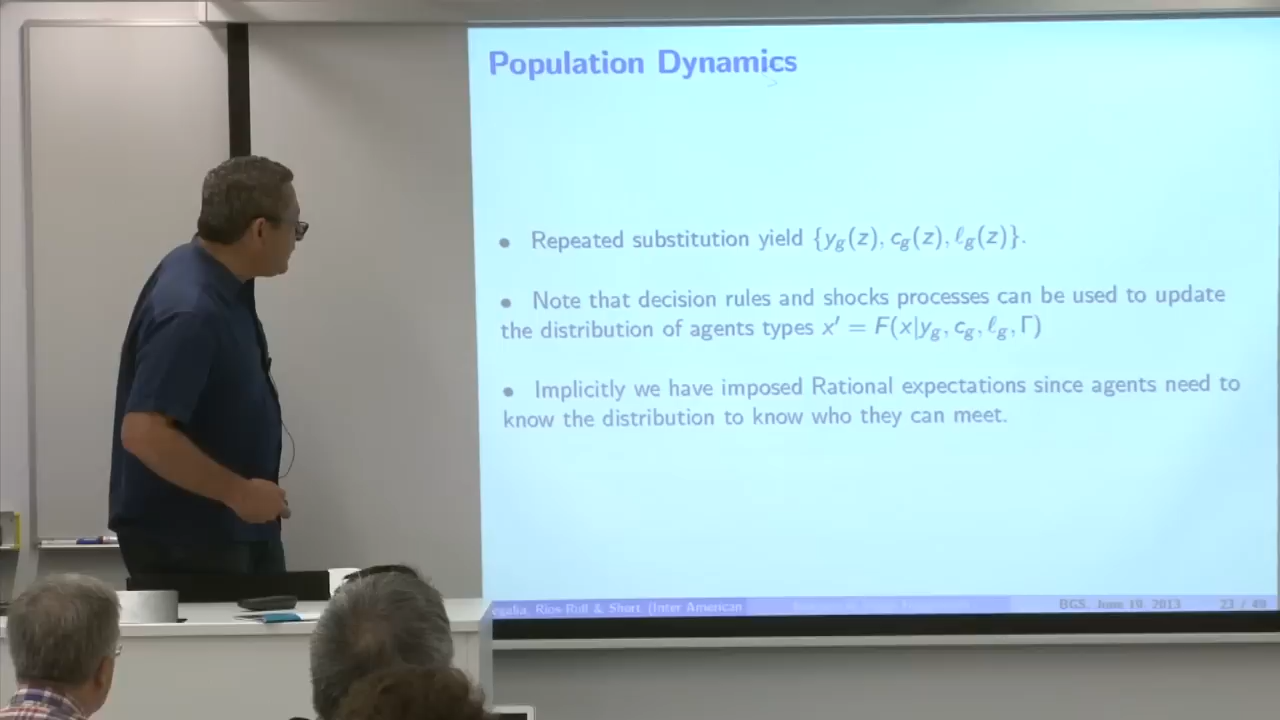 Population Dynamics
• Repeated substitution yield {y_g(z), c_g(z), ℓ_g(z)}.
• Note that decision rules and shocks processes can be used to update
the distribution of agents types x′ = F(x|y_g, c_g, ℓ_g, Γ)
• Implicitly we have imposed Rational expectations since agents need to
know the distribution to know who they can meet.
egalia, Rios Rull & Short (Inter American
BGS, June 19, 2013
23 / 49